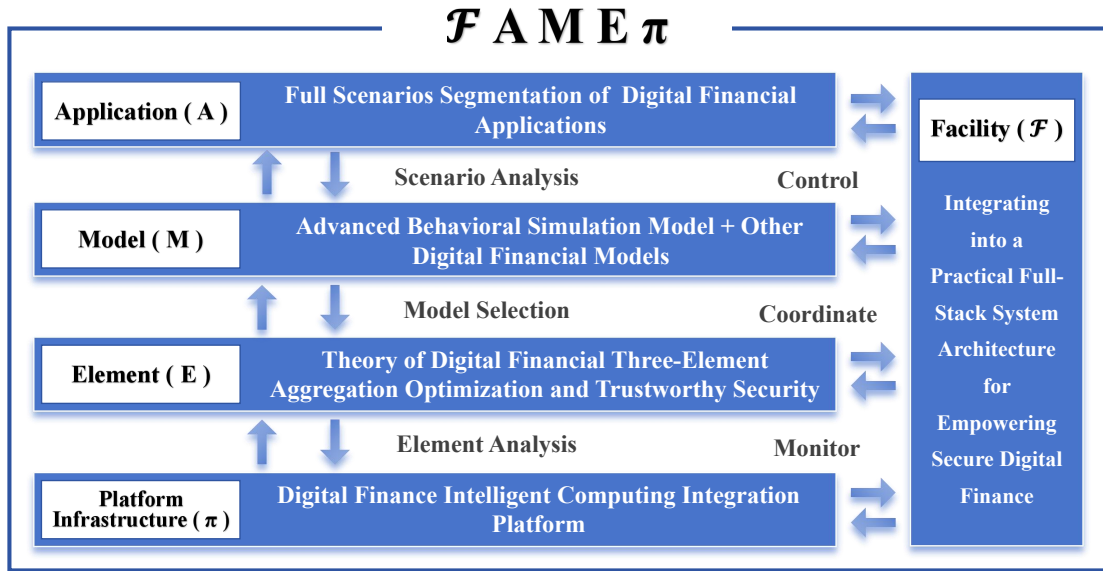 ℱ A M E π
Application ( A )
Full Scenarios Segmentation of Digital Financial
Applications
Scenario Analysis
Control
Model ( M )
Advanced Behavioral Simulation Model + Other
Digital Financial Models
Model Selection
Coordinate
Element ( E )
Theory of Digital Financial Three-Element
Aggregation Optimization and Trustworthy Security
Element Analysis
Monitor
Platform
Infrastructure ( π )
Digital Finance Intelligent Computing Integration
Platform
Facility ( ℱ )
Integrating
into a
Practical Full-
Stack System
Architecture
for
Empowering
Secure Digital
Finance